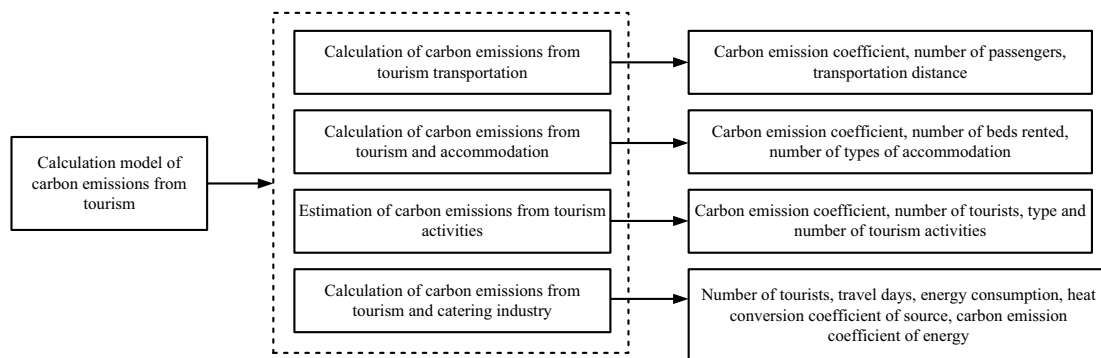 Calculation model of
carbon emissions from
tourism
Calculation of carbon emissions from
tourism transportation
Carbon emission coefficient, number of passengers,
transportation distance
Calculation of carbon emissions from
tourism and accommodation
Carbon emission coefficient, number of beds rented,
number of types of accommodation
Estimation of carbon emissions from tourism
activities
Carbon emission coefficient, number of tourists, type and
number of tourism activities
Calculation of carbon emissions from
tourism and catering industry
Number of tourists, travel days, energy consumption, heat
conversion coefficient of source, carbon emission
coefficient of energy